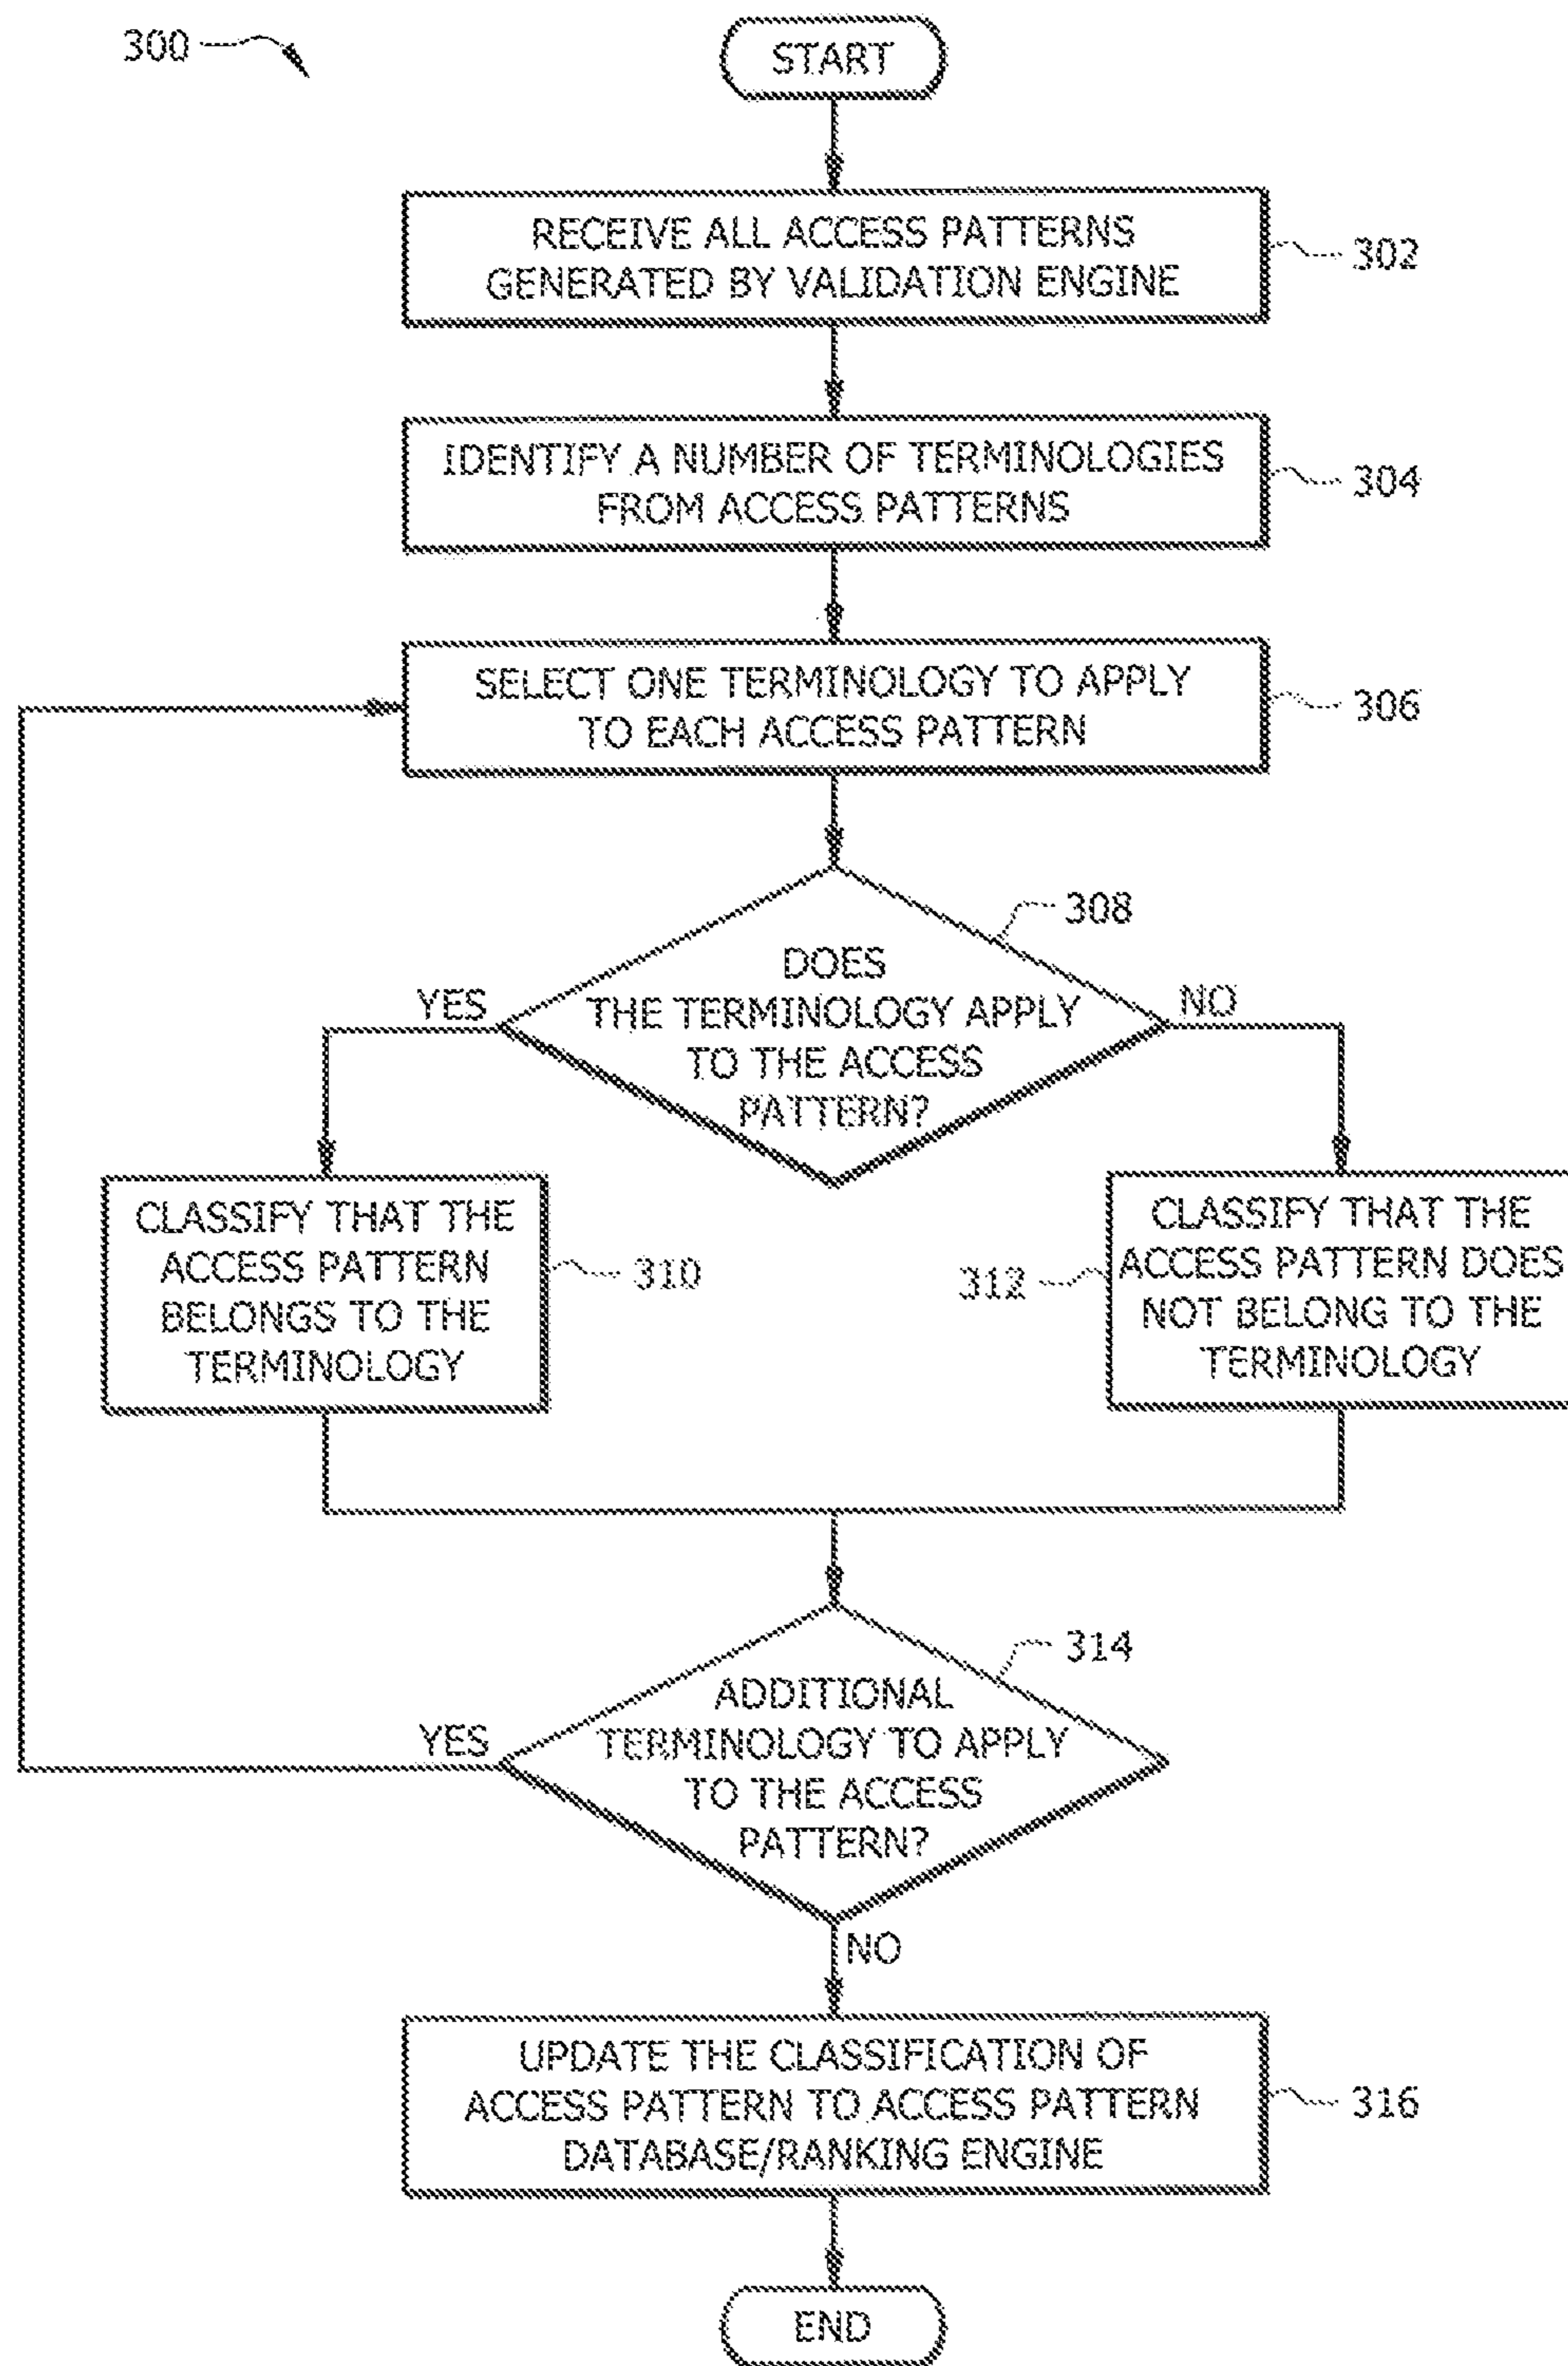 300
START
RECEIVE ALL ACCESS PATTERNS
GENERATED BY VALIDATION ENGINE
302
IDENTIFY A NUMBER OF TERMINOLOGIES
FROM ACCESS PATTERNS
304
SELECT ONE TERMINOLOGY TO APPLY
TO EACH ACCESS PATTERN
306
308
DOES
THE TERMINOLOGY APPLY
TO THE ACCESS
PATTERN?
YES
NO
CLASSIFY THAT THE
ACCESS PATTERN
BELONGS TO THE
TERMINOLOGY
310
312
CLASSIFY THAT THE
ACCESS PATTERN DOES
NOT BELONG TO THE
TERMINOLOGY
314
ADDITIONAL
TERMINOLOGY TO APPLY
TO THE ACCESS
PATTERN?
YES
NO
UPDATE THE CLASSIFICATION OF
ACCESS PATTERN TO ACCESS PATTERN
DATABASE/RANKING ENGINE
316
END